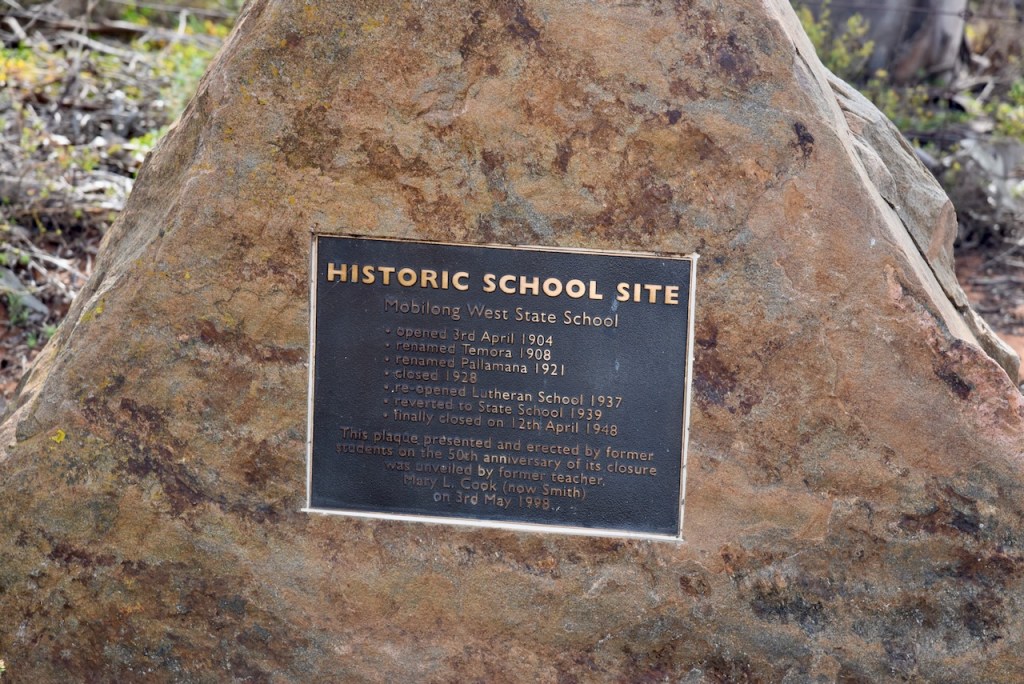 HISTORIC SCHOOL SITE
Mobilong West State School
• opened 3rd April 1904
• renamed Temora 1908
• renamed Pallamana 1921
• closed 1928
• re-opened Lutheran School 1937
• reverted to State School 1939
• finally closed on 12th April 1948
This plaque presented and erected by former
students on the 50th anniversary of its closure
was unveiled by former teacher,
Mary L. Cook (now Smith)
on 3rd May 1998.